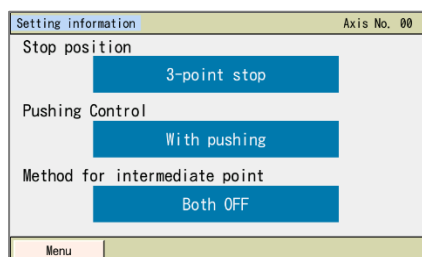 Setting information Axis No. 00
Stop position
3-point stop
Pushing Control
With pushing
Method for intermediate point
Both OFF
Menu